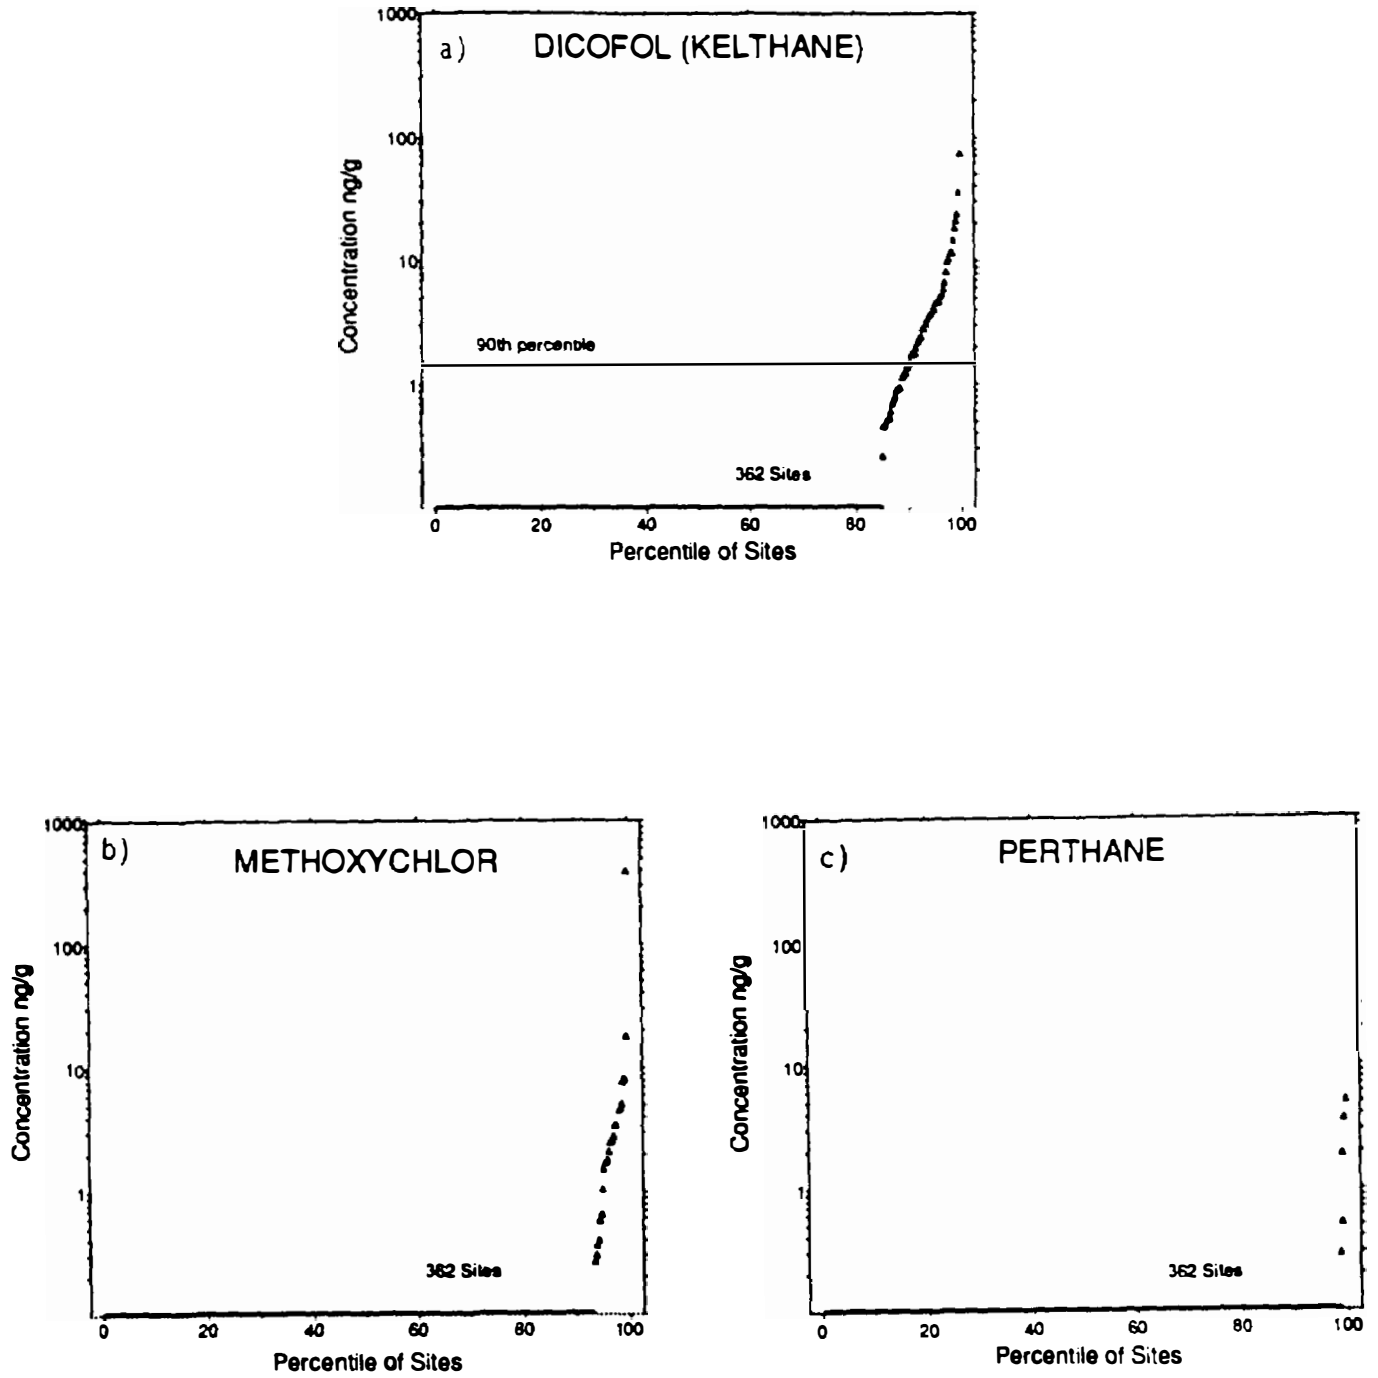 a) DICOFOL (KELTHANE)
1000
100
10
1
Concentration ng/g
90th percentile
362 Sites
0 20 40 60 80 100
Percentile of Sites
b) METHOXYCHLOR
1000
100
10
1
Concentration ng/g
362 Sites
0 20 40 60 80 100
Percentile of Sites
c) PERTHANE
1000
100
10
1
Concentration ng/g
362 Sites
0 20 40 60 80 100
Percentile of Sites